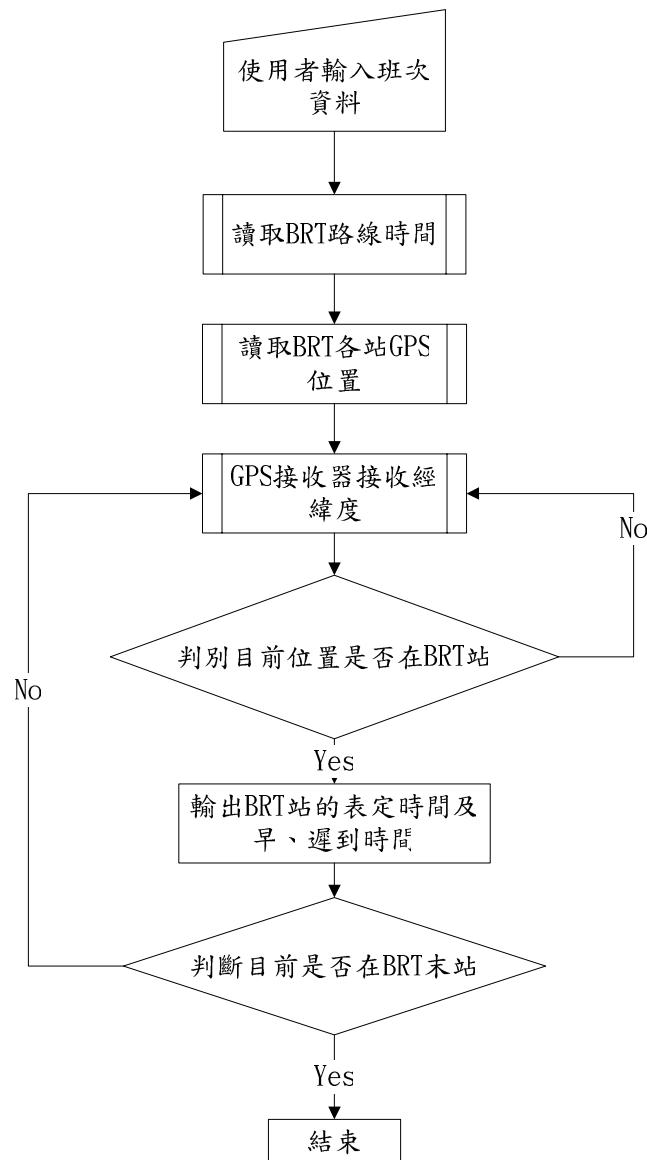 使用者輸入班次
資料
讀取BRT路線時間
讀取BRT各站GPS
位置
GPS接收器接收經
緯度
No
判別目前位置是否在BRT站
No
Yes
輸出BRT站的表定時間及
早、遲到時間
判斷目前是否在BRT末站
Yes
結束